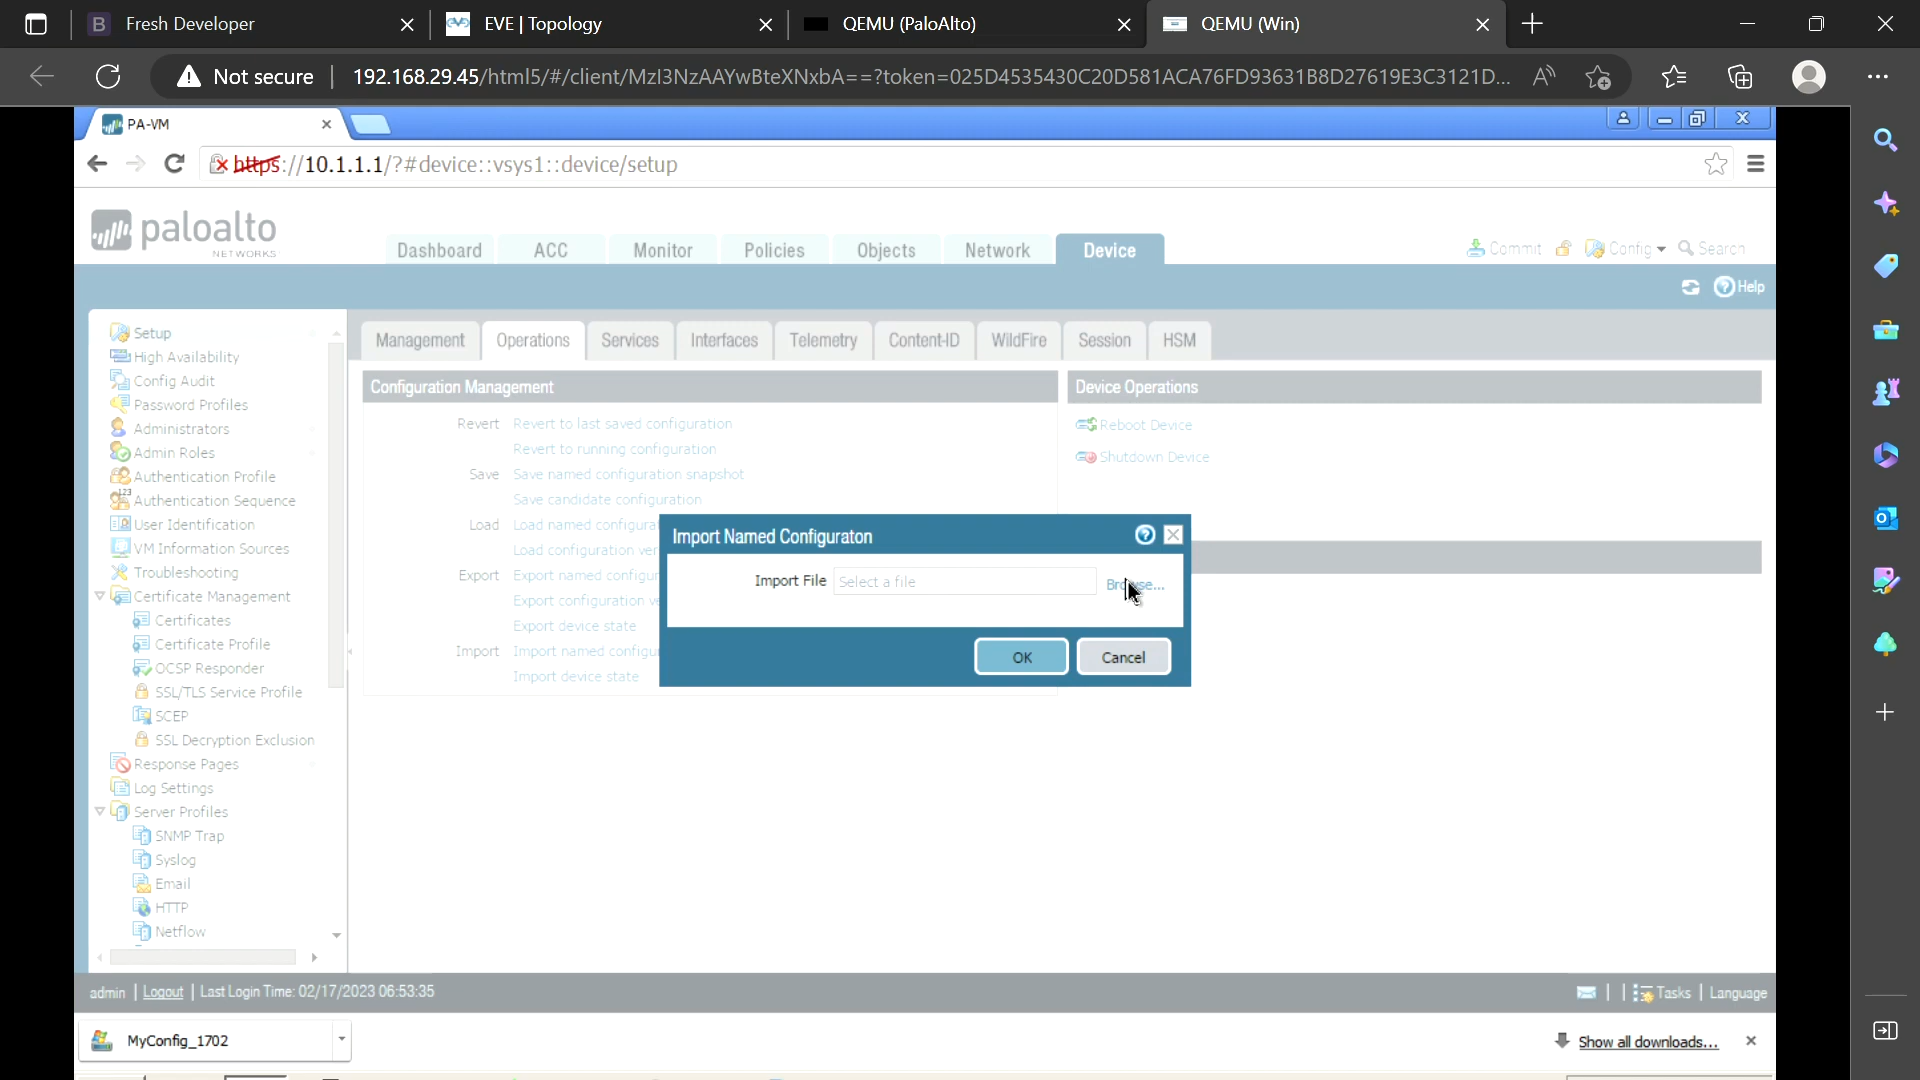 Fresh Developer
EVE | Topology
QEMU (PaloAlto)
QEMU (Win)
Not secure
192.168.29.45/html5/#/client/MzI3NzAAYwBteXNxbA==?token=025D4535430C20D581ACA76FD93631B8D27619E3C3121D...
PA-VM
https://10.1.1.1/?#device::vsys1::device/setup
paloalto
NETWORKS
Dashboard
ACC
Monitor
Policies
Objects
Network
Device
Commit
Config
Search
Help
Setup
High Availability
Config Audit
Password Profiles
Administrators
Admin Roles
Authentication Profile
Authentication Sequence
User Identification
VM Information Sources
Troubleshooting
Certificate Management
Certificates
Certificate Profile
OCSP Responder
SSL/TLS Service Profile
SCEP
SSL Decryption Exclusion
Response Pages
Log Settings
Server Profiles
SNMP Trap
Syslog
Email
HTTP
Netflow
Management
Operations
Services
Interfaces
Telemetry
Content-ID
WildFire
Session
HSM
Configuration Management
Revert Revert to last saved configuration
Revert to running configuration
Save Save named configuration snapshot
Save candidate configuration
Load Load named configurat
Load configuration ver
Export Export named configur
Export configuration ve
Export device state
Import Import named configu
Import device state
Device Operations
Reboot Device
Shutdown Device
Import Named Configuraton
Import File
Select a file
Browse...
OK
Cancel
admin | Logout | Last Login Time: 02/17/2023 06:53:35
Tasks | Language
MyConfig_1702
Show all downloads...